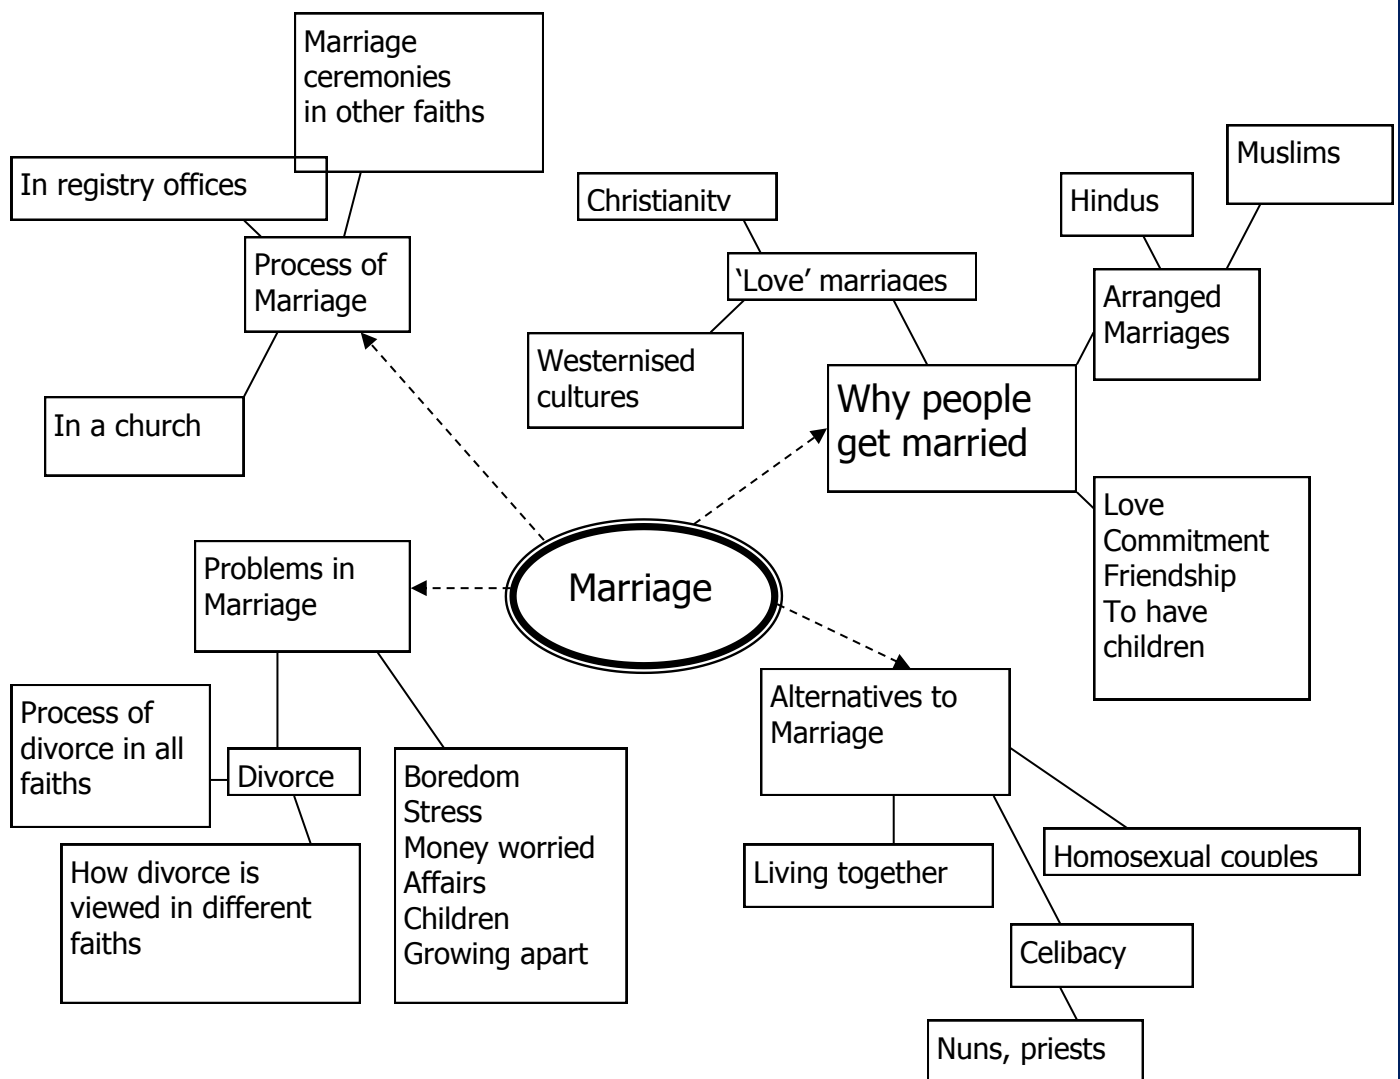 Marriage
ceremonies
in other faiths
In registry offices
Process of
Marriage
In a church
Christianity
‘Love’ marriages
Westernised
cultures
Hindus
Muslims
Arranged
Marriages
Why people
get married
Love
Commitment
Friendship
To have
children
Marriage
Problems in
Marriage
Process of
divorce in all
faiths
Divorce
How divorce is
viewed in different
faiths
Boredom
Stress
Money worried
Affairs
Children
Growing apart
Alternatives to
Marriage
Living together
Homosexual couples
Celibacy
Nuns, priests